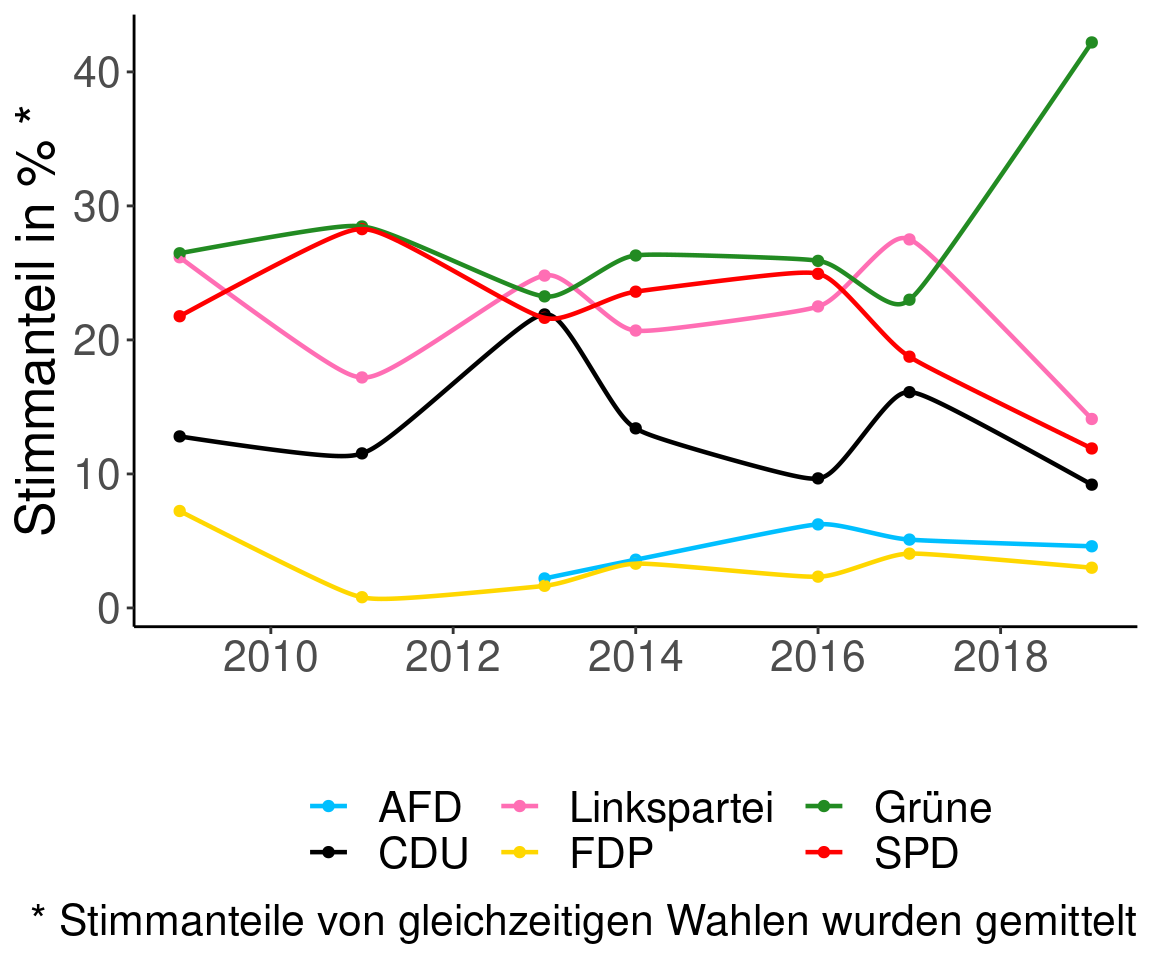 Stimmanteil in % *
40
30
20
10
0
2010 2012 2014 2016 2018
AFD Linkspartei Grüne
CDU FDP SPD
* Stimmanteile von gleichzeitigen Wahlen wurden gemittelt